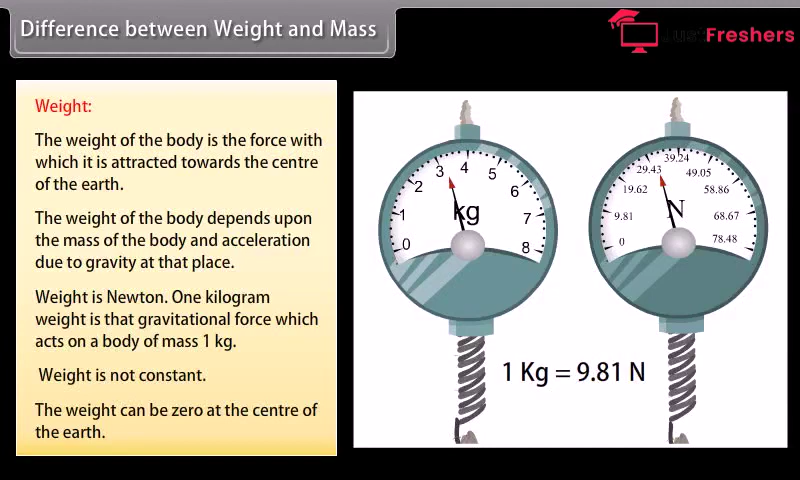 Difference between Weight and Mass
Just Freshers
Weight:
The weight of the body is the force with
which it is attracted towards the centre
of the earth.
The weight of the body depends upon
the mass of the body and acceleration
due to gravity at that place.
Weight is Newton. One kilogram
weight is that gravitational force which
acts on a body of mass 1 kg.
Weight is not constant.
The weight can be zero at the centre of
the earth.
0 1 2 3 4 5 6 7 8
kg
0 9.81 19.62 29.43 39.24 49.05 58.86 68.67 78.48
N
1 Kg = 9.81 N